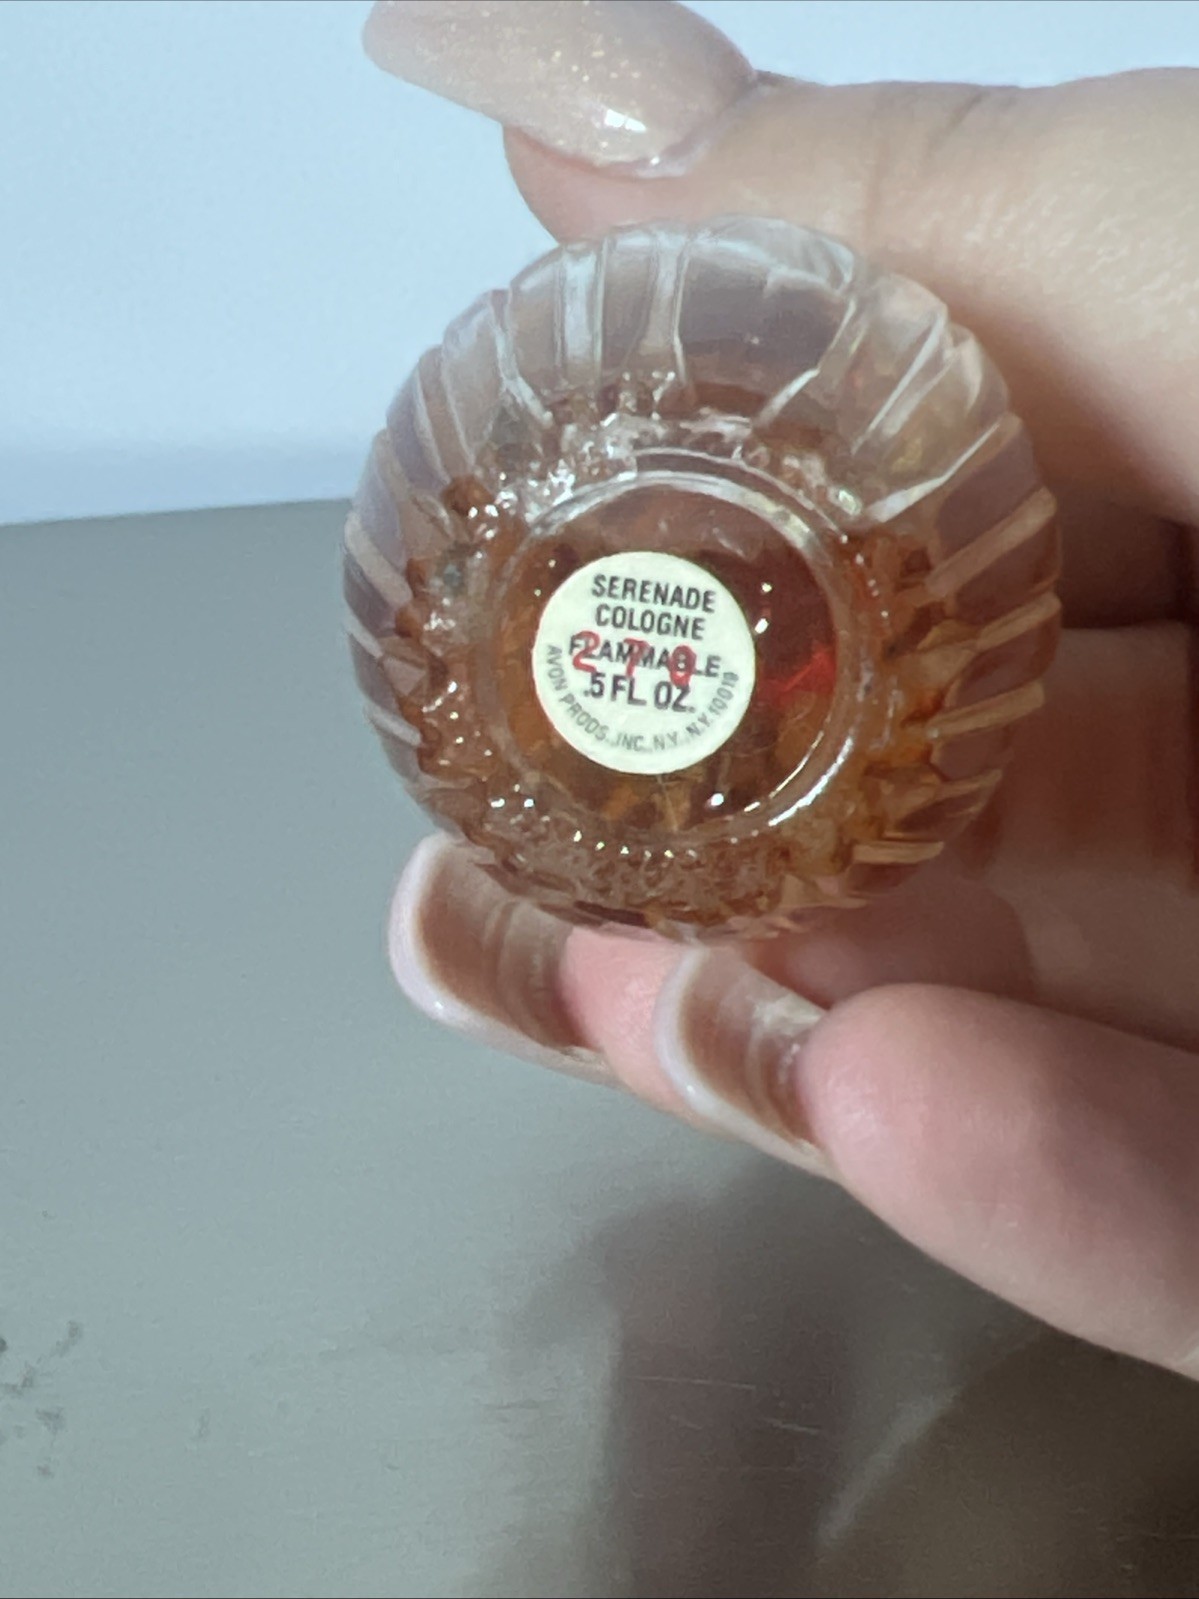 SERENADE
COLOGNE
FLAMMABLE
.5 FL OZ.
AVON PRODS., INC., N.Y., N.Y. 10019